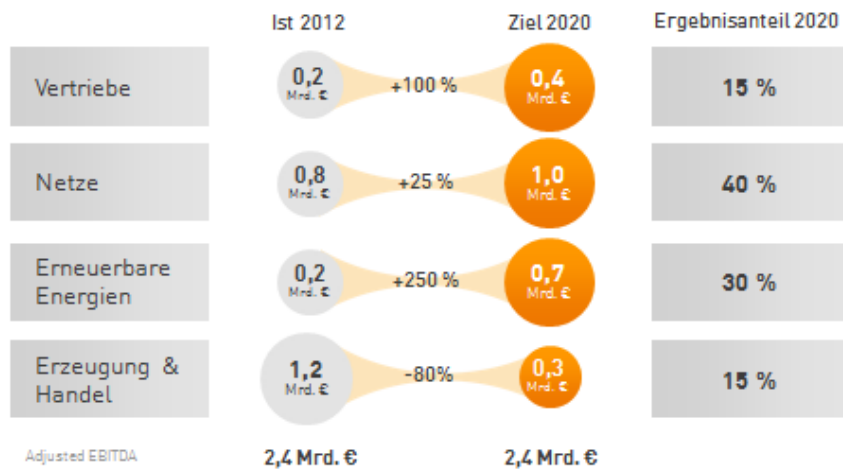 Ist 2012 Ziel 2020 Ergebnisanteil 2020
Vertriebe
0,2
Mrd. €
+100 %
0,4
Mrd. €
15 %
Netze
0,8
Mrd. €
+25 %
1,0
Mrd. €
40 %
Erneuerbare
Energien
0,2
Mrd. €
+250 %
0,7
Mrd. €
30 %
Erzeugung &
Handel
1,2
Mrd. €
-80%
0,3
Mrd. €
15 %
Adjusted EBITDA 2,4 Mrd. € 2,4 Mrd. €